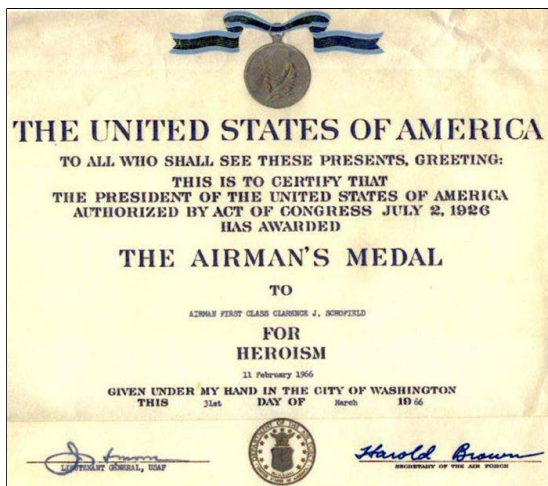 THE UNITED STATES OF AMERICA
TO ALL WHO SHALL SEE THESE PRESENTS, GREETING:
THIS IS TO CERTIFY THAT
THE PRESIDENT OF THE UNITED STATES OF AMERICA
AUTHORIZED BY ACT OF CONGRESS JULY 2, 1926
HAS AWARDED
THE AIRMAN'S MEDAL
TO
AIRMAN FIRST CLASS CLARENCE J. SCHOFIELD
FOR
HEROISM
11 February 1966
GIVEN UNDER MY HAND IN THE CITY OF WASHINGTON
THIS 31st DAY OF March 1966
Harold Brown
LIEUTENANT GENERAL, USAF
SECRETARY OF THE AIR FORCE